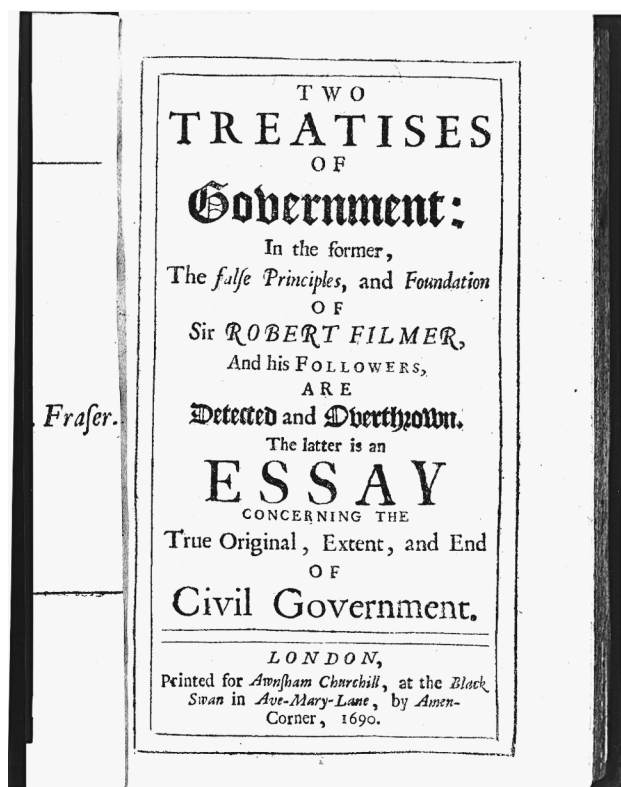 TWO
TREATISES
OF
Government:
In the former,
The falſe Principles, and Foundation
OF
Sir ROBERT FILMER,
And his FOLLOWERS,
ARE
Detected and Overthrown.
The latter is an
ESSAY
CONCERNING THE
True Original, Extent, and End
OF
Civil Government.
LONDON,
Printed for Awnſham Churchill, at the Black
Swan in Ave-Mary-Lane, by Amen-
Corner, 1690.
Fraſer.